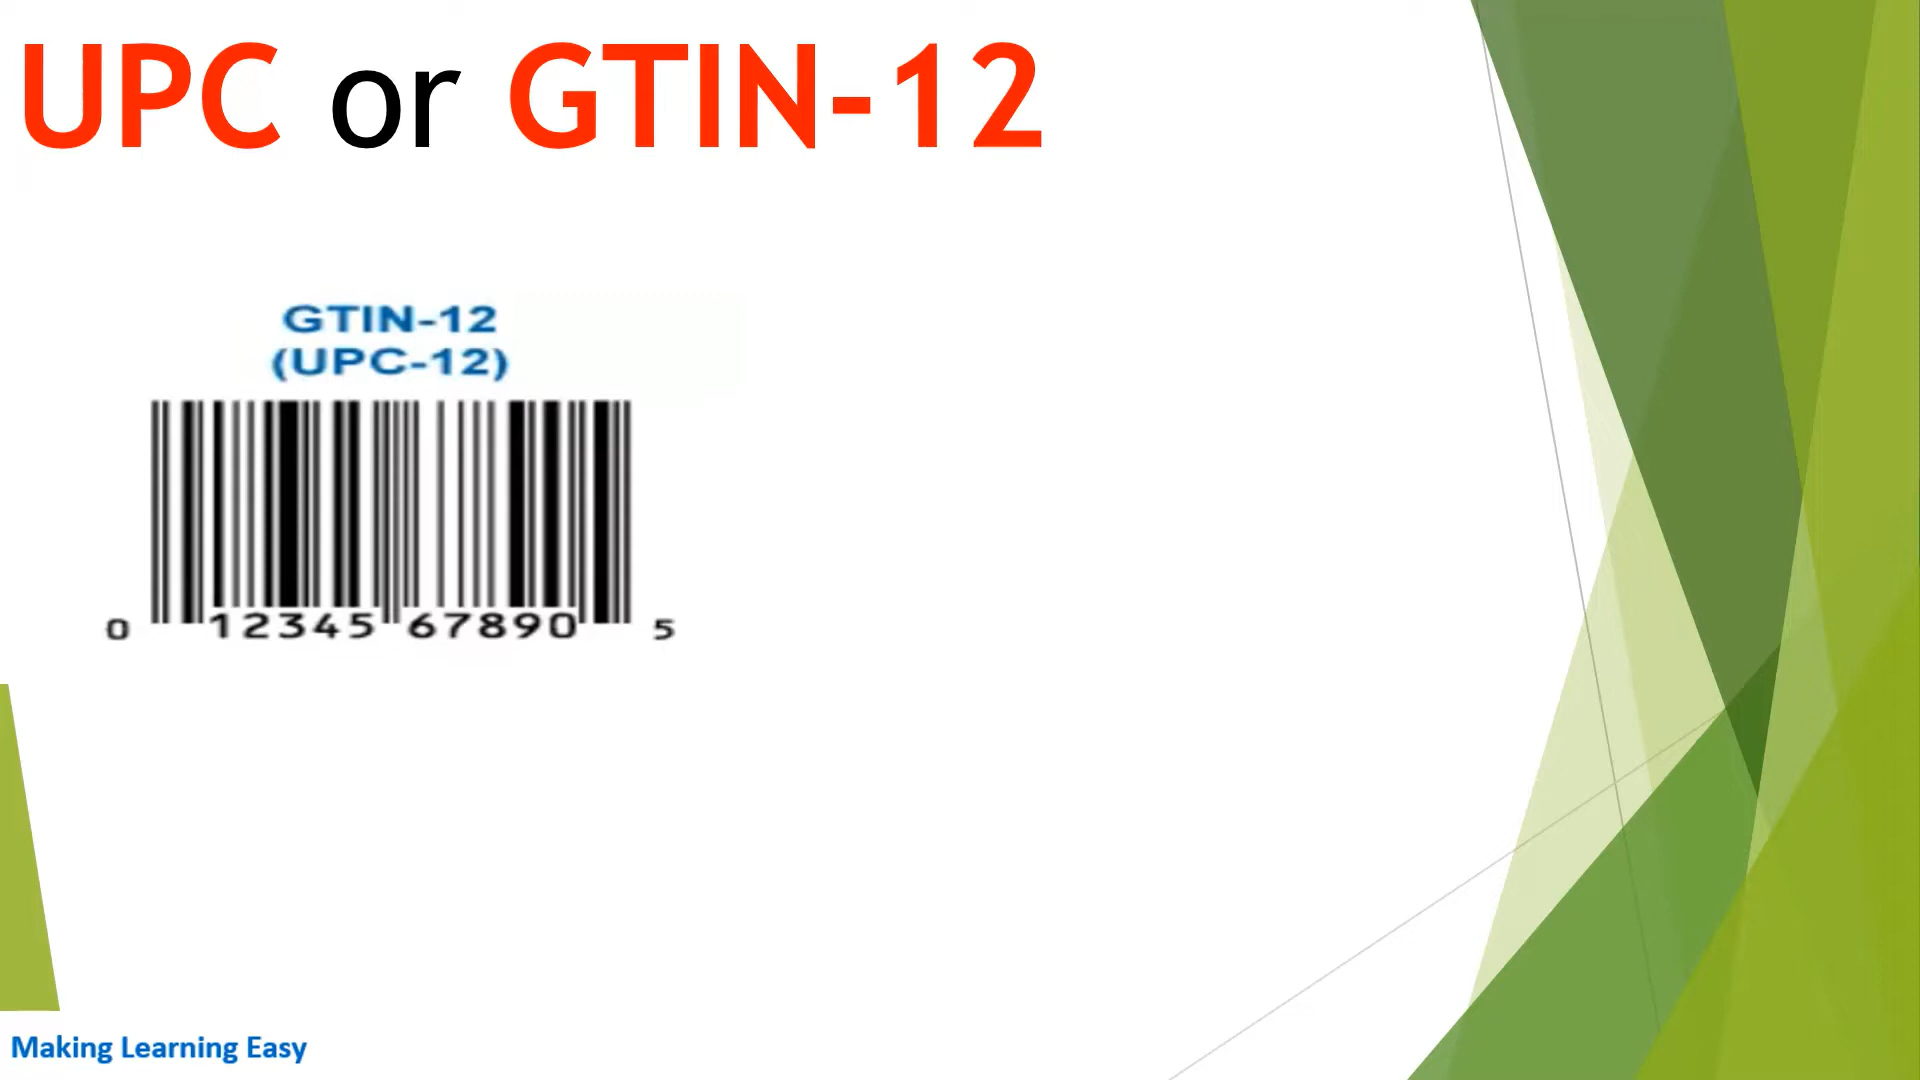 UPC or GTIN-12
GTIN-12
(UPC-12)
0 12345 67890 5
Making Learning Easy